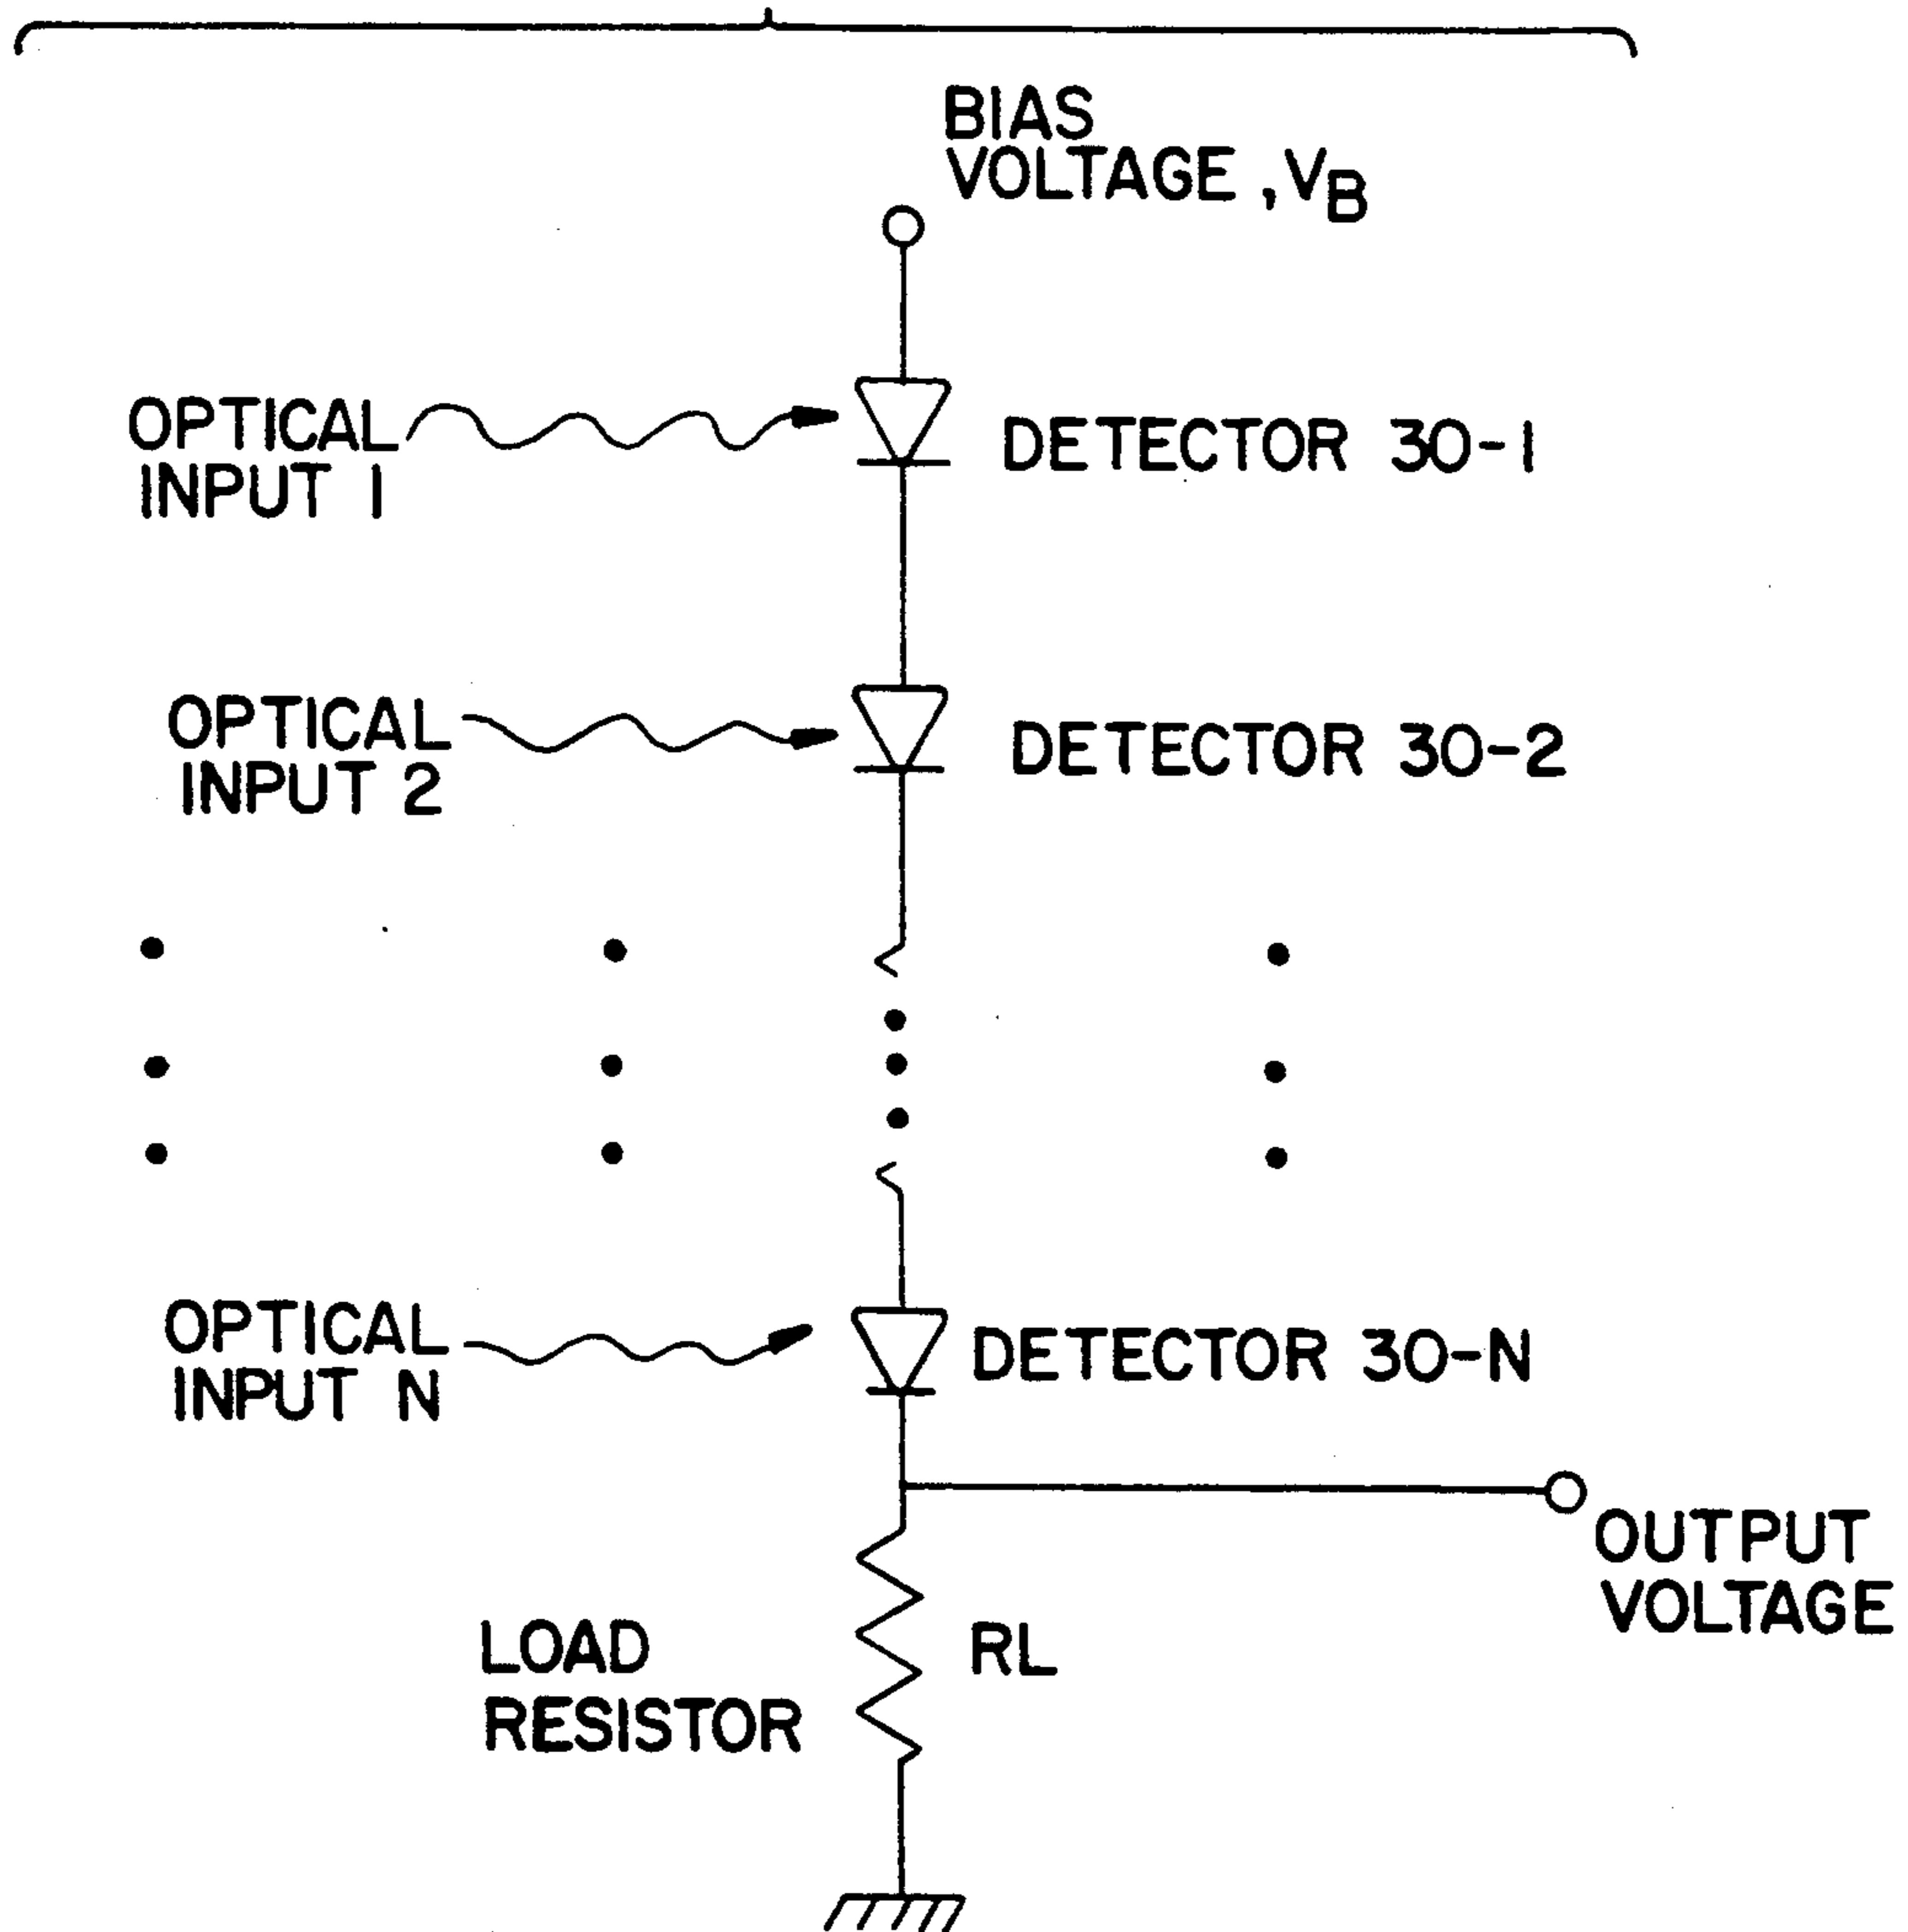 BIAS
VOLTAGE, VB
OPTICAL
INPUT 1
DETECTOR 30-1
OPTICAL
INPUT 2
DETECTOR 30-2
OPTICAL
INPUT N
DETECTOR 30-N
OUTPUT
VOLTAGE
LOAD
RESISTOR
RL